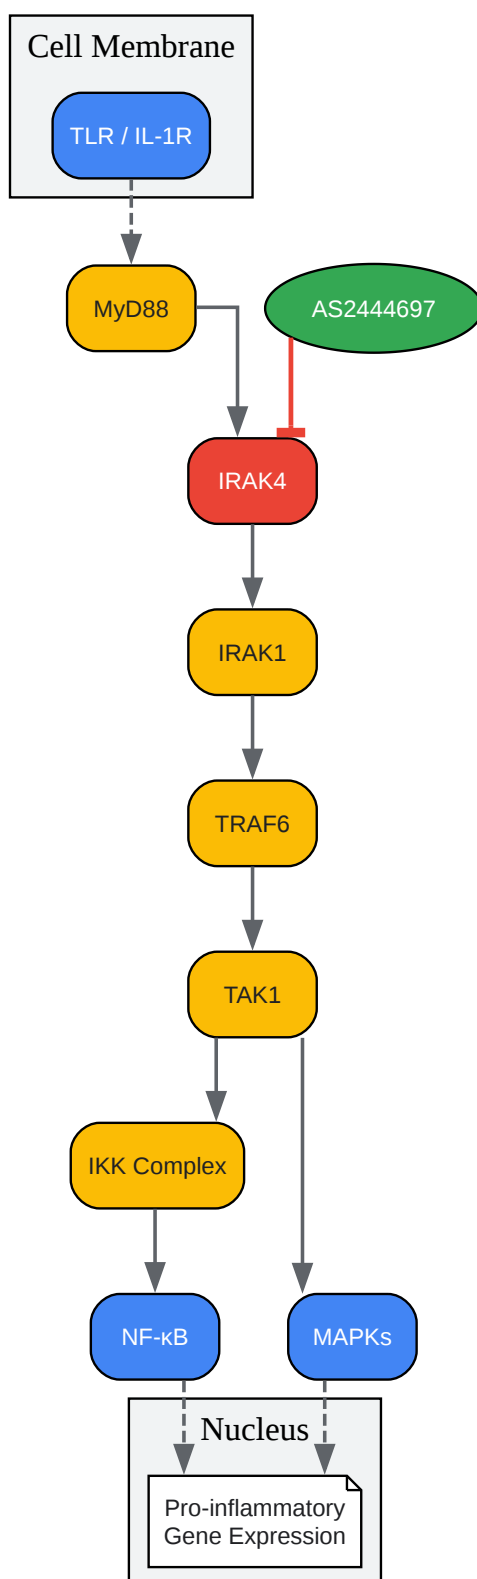 Cell Membrane
TLR / IL-1R
MyD88
AS2444697
IRAK4
IRAK1
TRAF6
TAK1
IKK Complex
NF-κB
MAPKs
Nucleus
Pro-inflammatory
Gene Expression